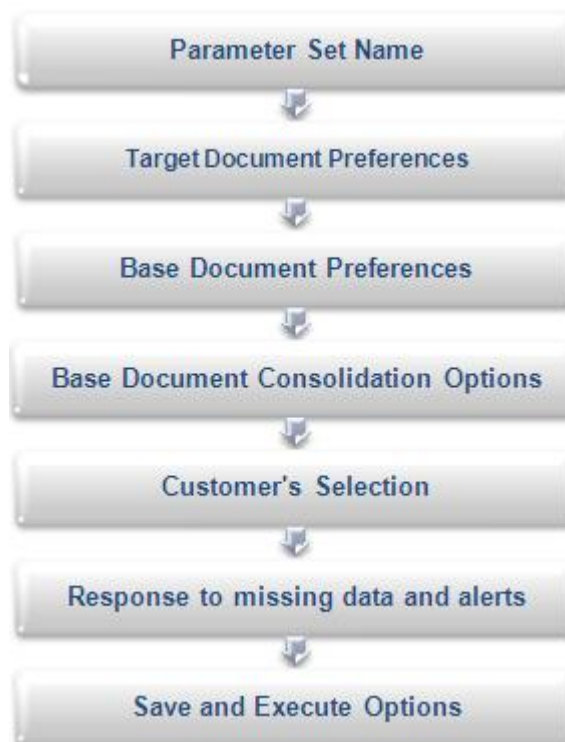 Parameter Set Name
Target Document Preferences
Base Document Preferences
Base Document Consolidation Options
Customer's Selection
Response to missing data and alerts
Save and Execute Options